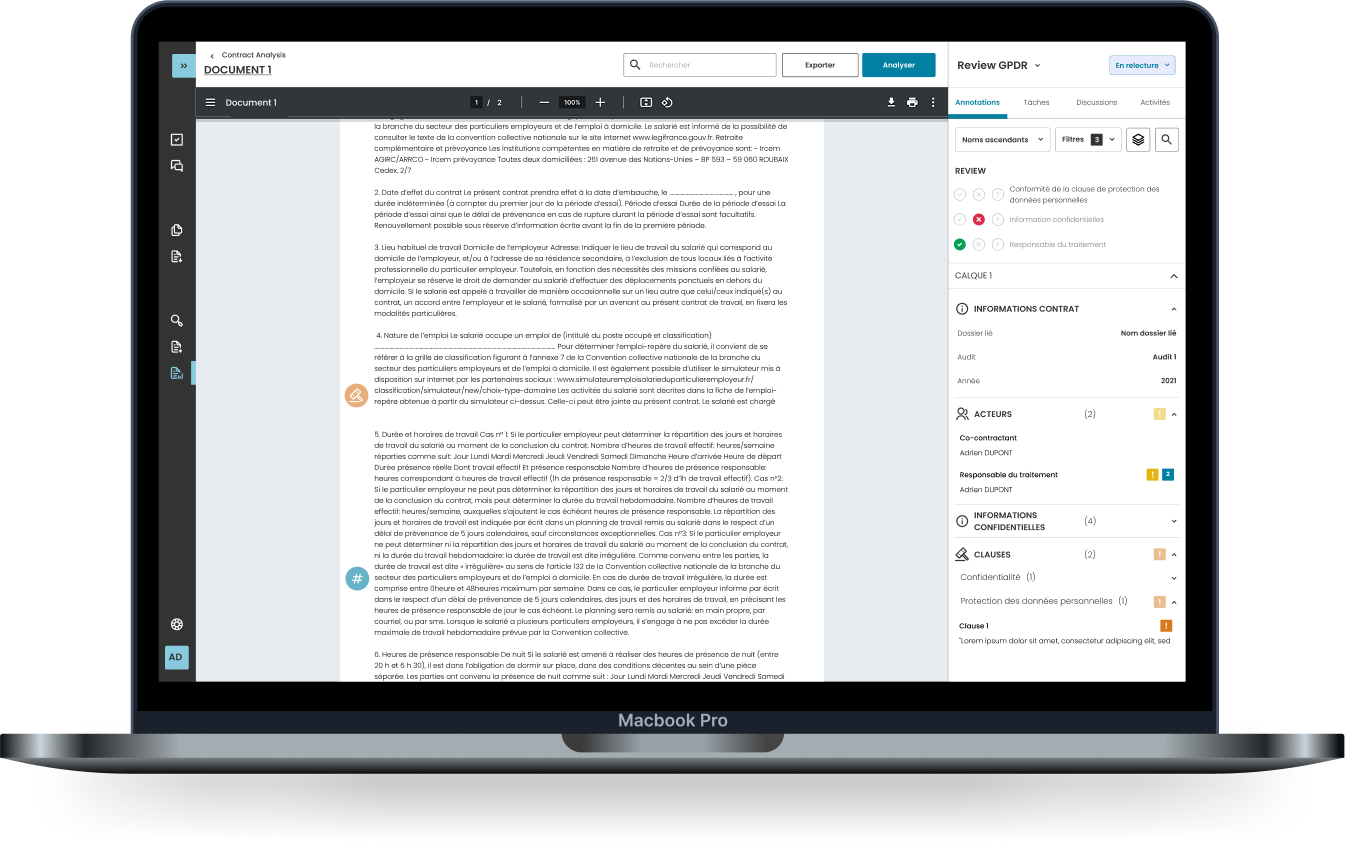 Contract Analysis
DOCUMENT 1
Rechercher
Exporter
Analyser
Document 1
1 / 2
100%
la branche du secteur des particuliers employeurs et de l'emploi à domicile. Le salarié est informé de la possibilité de
consulter le texte de la convention collective nationale sur le site internet www.legifrance.gouv.fr. Retraite
complémentaire et prévoyance Les institutions compétentes en matière de retraite et de prévoyance sont: - Ircem
AGIRC/ARRCO - Ircem prévoyance Toutes deux domiciliées : 261 avenue des Nations-Unies – BP 593 – 59 060 ROUBAIX
Cedex. 2/7
2. Date d'effet du contrat Le présent contrat prendra effet à la date d'embauche, le ________________, pour une
durée indéterminée (à compter du premier jour de la période d'essai). Période d'essai Durée de la période d'essai La
période d'essai ainsi que le délai de prévenance en cas de rupture durant la période d'essai sont facultatifs.
Renouvellement possible sous réserve d'information écrite avant la fin de la première période.
3. Lieu habituel de travail Domicile de l'employeur Adresse: Indiquer le lieu de travail du salarié qui correspond au
domicile de l'employeur, et/ou à l'adresse de sa résidence secondaire, à l'exclusion de tous locaux liés à l'activité
professionnelle du particulier employeur. Toutefois, en fonction des nécessités des missions confiées au salarié,
l'employeur se réserve le droit de demander au salarié d'effectuer des déplacements ponctuels en dehors du
domicile. Si le salarié est appelé à travailler de manière occasionnelle sur un lieu autre que celui/ceux indiqué(s) au
contrat, un accord entre l'employeur et le salarié, formalisé par un avenant au présent contrat de travail, en fixera les
modalités particulières.
4. Nature de l'emploi Le salarié occupe un emploi de (intitulé du poste occupé et classification)
____________________________________________ Pour déterminer l'emploi-repère du salarié, il convient de se
référer à la grille de classification figurant à l'annexe 7 de la Convention collective nationale de la branche du
secteur des particuliers employeurs et de l'emploi à domicile. Il est également possible d'utiliser le simulateur mis à
disposition sur internet par les partenaires sociaux : www.simulateuremploisalarieduparticulieremployeur.fr/
classification/simulateur/new/choix-type-domaine Les activités du salarié sont décrites dans la fiche de l'emploi-
repère obtenue à partir du simulateur ci-dessus. Celle-ci peut être jointe au présent contrat. Le salarié est chargé
5. Durée et horaires de travail Cas n° 1: Si le particulier employeur peut déterminer la répartition des jours et horaires
de travail du salarié au moment de la conclusion du contrat. Nombre d'heures de travail effectif: heures/semaine
réparties comme suit: Jour Lundi Mardi Mercredi Jeudi Vendredi Samedi Dimanche Heure d'arrivée Heure de départ
Durée présence réelle Dont travail effectif Et présence responsable Nombre d'heures de présence responsable:
heures correspondant à heures de travail effectif (1h de présence responsable = 2/3 d'1h de travail effectif). Cas n°2:
Si le particulier employeur ne peut pas déterminer la répartition des jours et horaires de travail du salarié au moment
de la conclusion du contrat, mais peut déterminer la durée du travail hebdomadaire. Nombre d'heures de travail
effectif: heures/semaine, auxquelles s'ajoutent le cas échéant heures de présence responsable. La répartition des
jours et horaires de travail est indiquée par écrit dans un planning de travail remis au salarié dans le respect d'un
délai de prévenance de 5 jours calendaires, sauf circonstances exceptionnelles. Cas n°3: Si le particulier employeur
ne peut déterminer ni la répartition des jours et horaires de travail du salarié au moment de la conclusion du contrat,
ni la durée du travail hebdomadaire: la durée de travail est dite irrégulière. Comme convenu entre les parties, la
durée de travail est dite « irrégulière» au sens de l'article 132 de la Convention collective nationale de la branche du
secteur des particuliers employeurs et de l'emploi à domicile. En cas de durée de travail irrégulière, la durée est
comprise entre 0heure et 48heures maximum par semaine. Dans ce cas, le particulier employeur informe par écrit
dans le respect d'un délai de prévenance de 5 jours calendaires, des jours et des horaires de travail, en précisant les
heures de présence responsable de jour le cas échéant. Le planning sera remis au salarié: en main propre, par
courriel, ou par sms. Lorsque le salarié a plusieurs particuliers employeurs, il s'engage à ne pas excéder la durée
maximale de travail hebdomadaire prévue par la Convention collective.
6. Heures de présence responsable De nuit Si le salarié est amené à réaliser des heures de présence de nuit (entre
20 h et 6 h 30), il est dans l'obligation de dormir sur place, dans des conditions décentes au sein d'une pièce
séparée. Les parties ont convenu la présence de nuit comme suit : Jour Lundi Mardi Mercredi Jeudi Vendredi Samedi
#
AD
Review GPDR
En relecture
Annotations
Tâches
Discussions
Activités
Noms ascendants
Filtres 3
REVIEW
Conformité de la clause de protection des
données personnelles
Information confidentielles
Responsable du traitement
CALQUE 1
INFORMATIONS CONTRAT
Dossier lié Nom dossier lié
Audit Audit 1
Année 2021
ACTEURS (2) !
Co-contractant
Adrien DUPONT
Responsable du traitement ! 2
Adrien DUPONT
INFORMATIONS
CONFIDENTIELLES (4)
CLAUSES (2) !
Confidentialité (1)
Protection des données personnelles (1) !
Clause 1 !
"Lorem ipsum dolor sit amet, consectetur adipiscing elit, sed
Macbook Pro